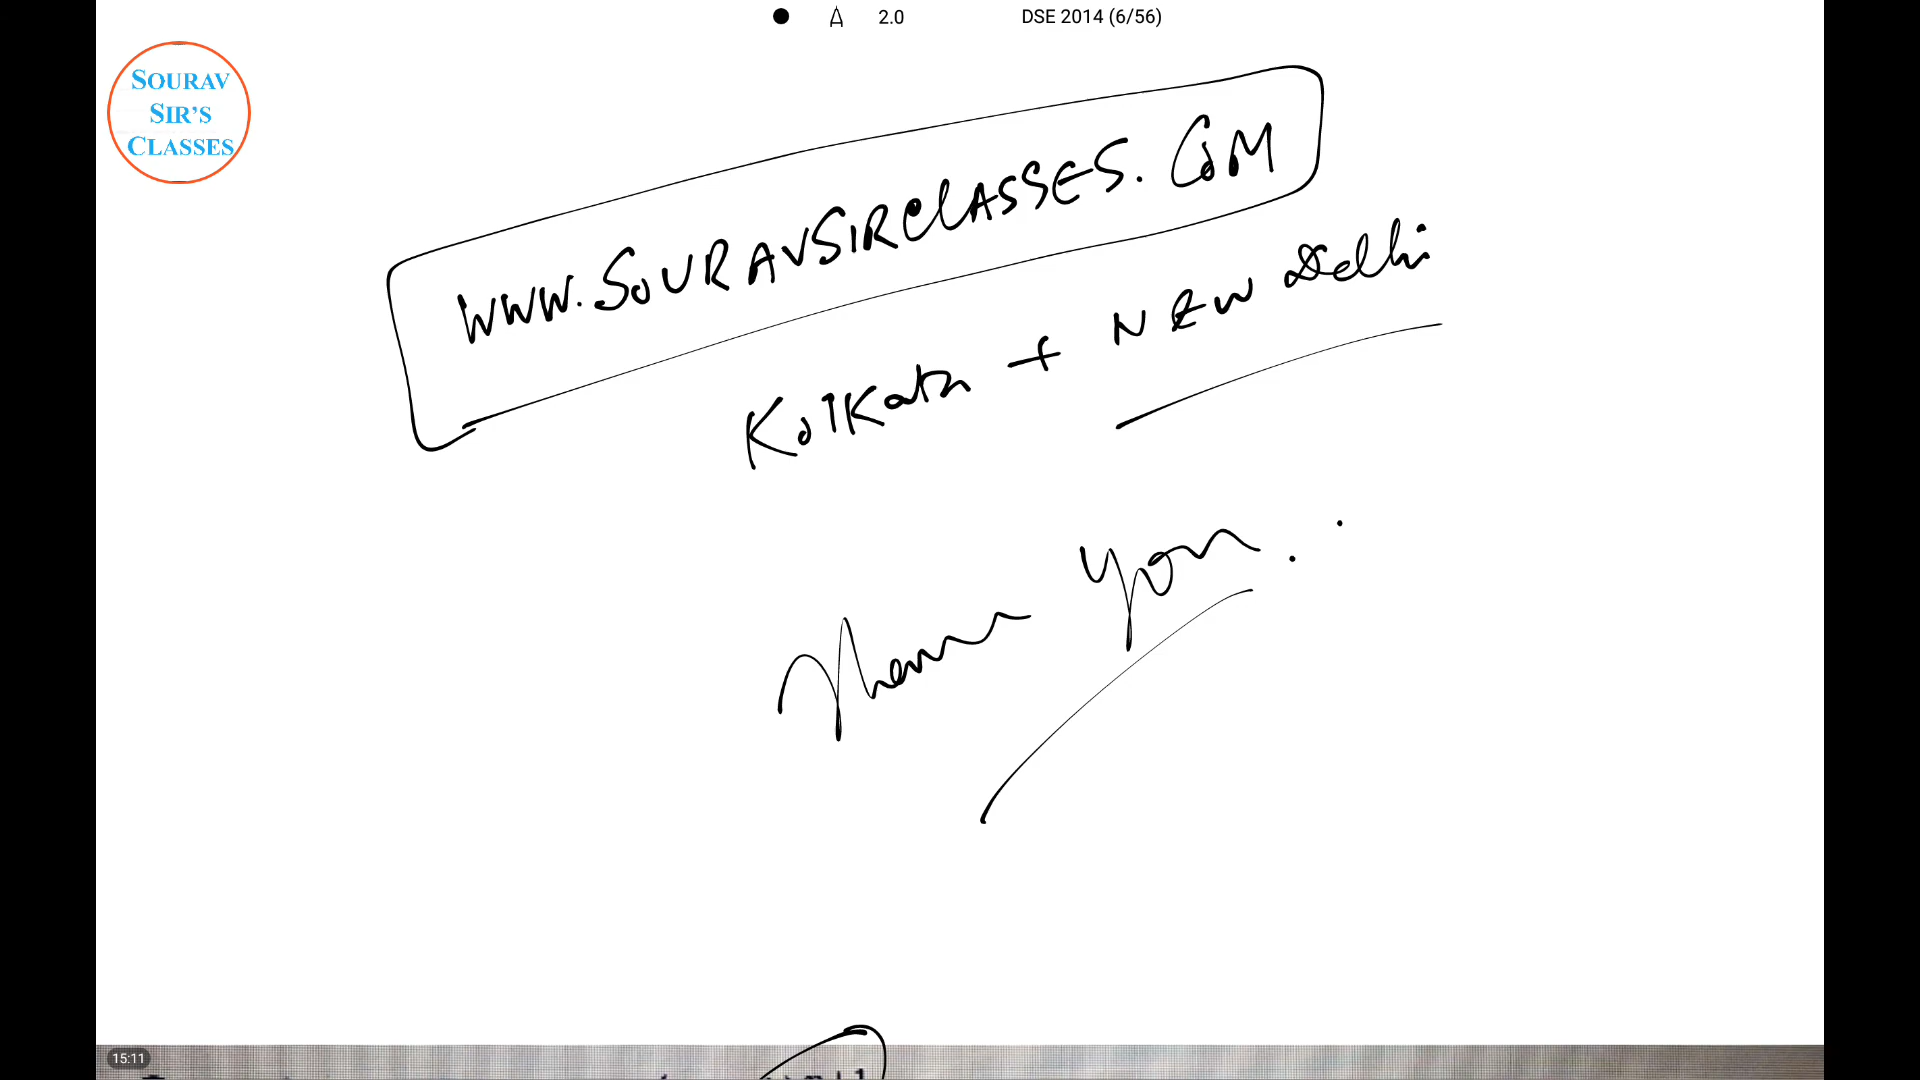 2.0 DSE 2014 (6/56)
SOURAV
SIR'S
CLASSES
WWW.SOURAVSIRCLASSES.COM
Kolkata + NEW Delhi
Thank You..
15:11